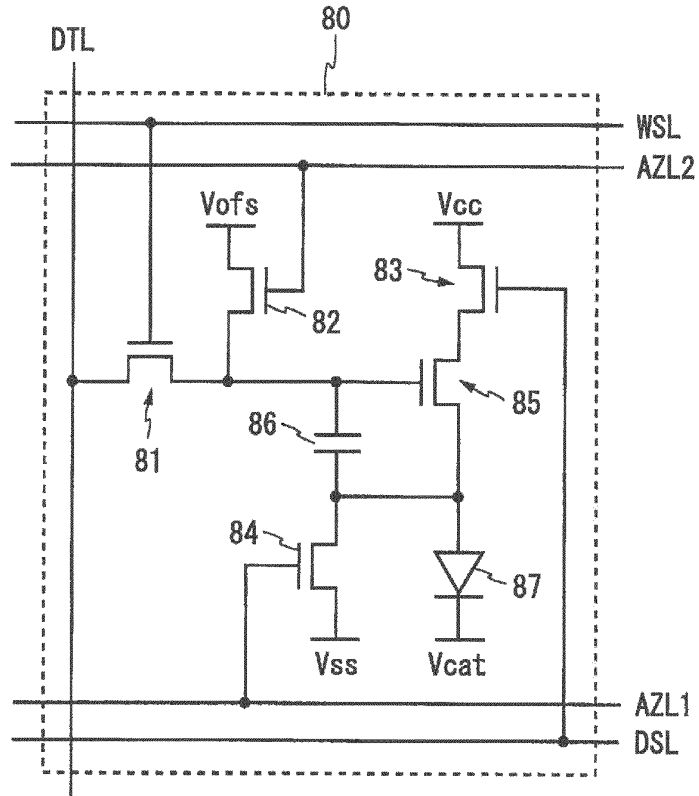 80
DTL
WSL
AZL2
Vofs
Vcc
83
82
85
86
81
84
87
Vss
Vcat
AZL1
DSL